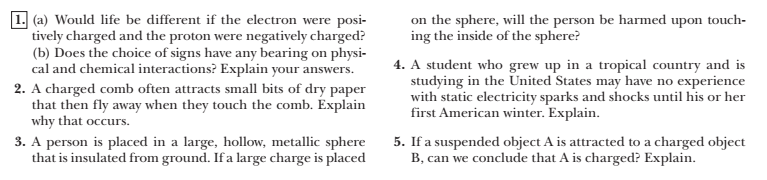 1. (a) Would life be different if the electron were posi-
tively charged and the proton were negatively charged?
(b) Does the choice of signs have any bearing on physi-
cal and chemical interactions? Explain your answers.
2. A charged comb often attracts small bits of dry paper
that then fly away when they touch the comb. Explain
why that occurs.
3. A person is placed in a large, hollow, metallic sphere
that is insulated from ground. If a large charge is placed
on the sphere, will the person be harmed upon touch-
ing the inside of the sphere?
4. A student who grew up in a tropical country and is
studying in the United States may have no experience
with static electricity sparks and shocks until his or her
first American winter. Explain.
5. If a suspended object A is attracted to a charged object
B, can we conclude that A is charged? Explain.